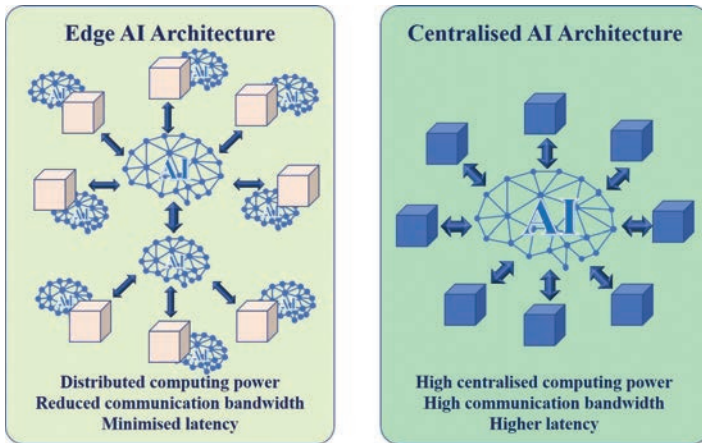 Edge AI Architecture
AI
AI
AI
AI
AI
AI
AI
AI
AI
AI
Distributed computing power
Reduced communication bandwidth
Minimised latency
Centralised AI Architecture
AI
High centralised computing power
High communication bandwidth
Higher latency